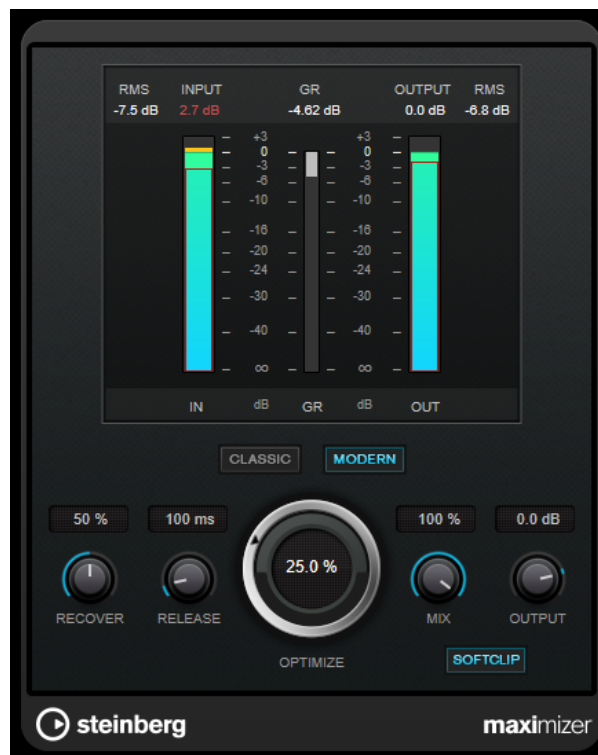 RMS INPUT GR OUTPUT RMS
-7.5 dB 2.7 dB -4.62 dB 0.0 dB -6.8 dB
+3 +3
0 0
-3 -3
-6 -6
-10 -10
-16 -16
-20 -20
-24 -24
-30 -30
-40 -40
∞ ∞
IN dB GR dB OUT
CLASSIC MODERN
50 % 100 ms 100 % 0.0 dB
25.0 %
RECOVER RELEASE MIX OUTPUT
OPTIMIZE SOFTCLIP
steinberg maximizer